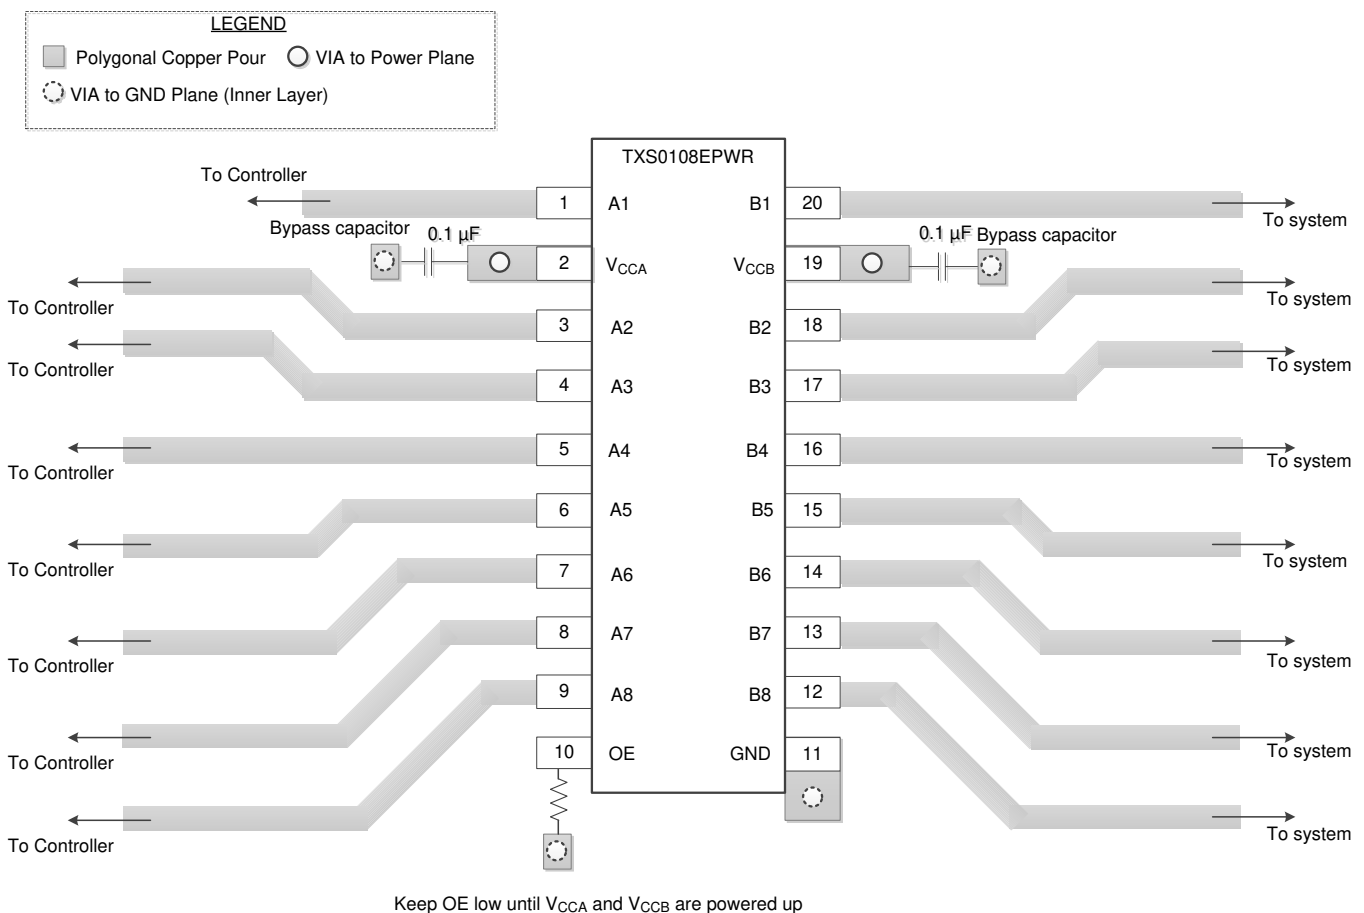 LEGEND
Polygonal Copper Pour
VIA to Power Plane
VIA to GND Plane (Inner Layer)
TXS0108EPWR
To Controller
1 A1
B1 20
To system
Bypass capacitor
0.1 µF
2 VCCA
VCCB 19
0.1 µF
Bypass capacitor
To Controller
3 A2
B2 18
To system
To Controller
4 A3
B3 17
To system
To Controller
5 A4
B4 16
To system
To Controller
6 A5
B5 15
To system
To Controller
7 A6
B6 14
To system
To Controller
8 A7
B7 13
To system
To Controller
9 A8
B8 12
To system
10 OE
GND 11
To Controller
Keep OE low until VCCA and VCCB are powered up